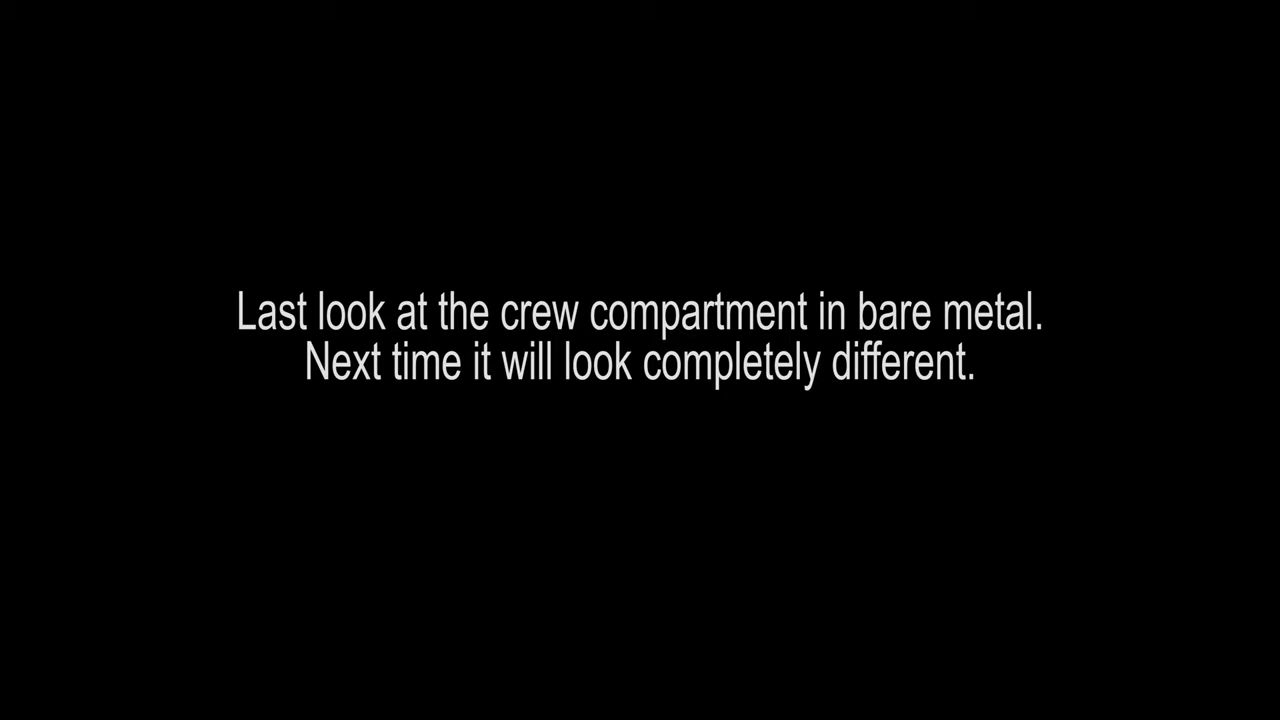 Last look at the crew compartment in bare metal.
Next time it will look completely different.